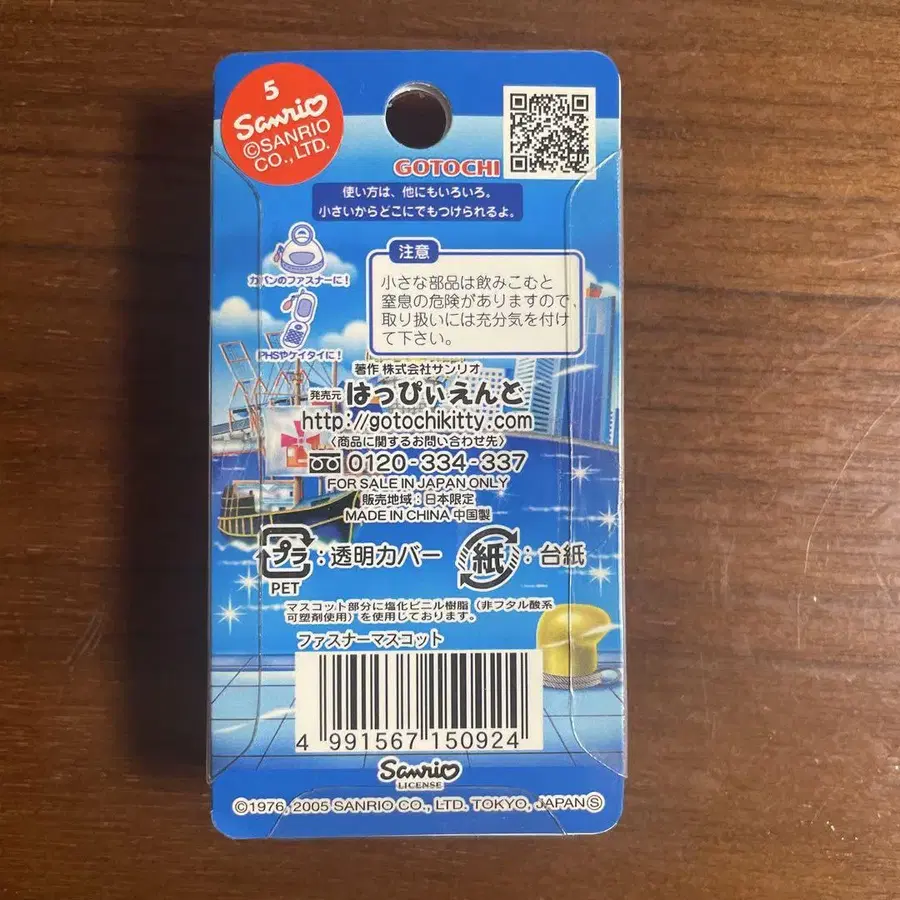 5
Sanrio
©SANRIO
CO., LTD.
GOTOCHI
使い方は、他にもいろいろ。
小さいからどこにでもつけられるよ。
カバンのファスナーに!
PHSやケイタイに!
注意
小さな部品は飲みこむと
窒息の危険がありますので、
取り扱いには充分気を付け
て下さい。
著作 株式会社サンリオ
発売元 はっぴぃえんど
http://gotochikitty.com
〈商品に関するお問い合わせ先〉
0120-334-337
FOR SALE IN JAPAN ONLY
販売地域:日本限定
MADE IN CHINA 中国製
プラ:透明カバー
PET
紙:台紙
マスコット部分に塩化ビニル樹脂(非フタル酸系
可塑剤使用)を使用しております。
ファスナーマスコット
4 991567 150924
Sanrio
LICENSE
©1976, 2005 SANRIO CO., LTD. TOKYO, JAPAN Ⓢ